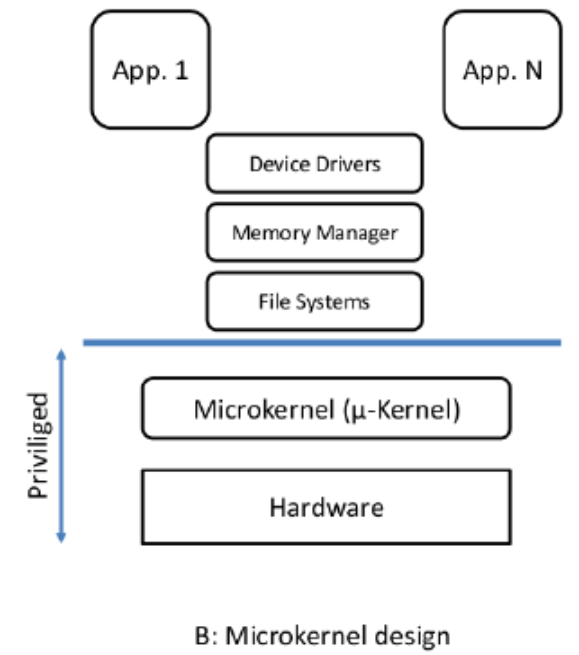 App. 1
App. N
Device Drivers
Memory Manager
File Systems
Priviliged
Microkernel (μ-Kernel)
Hardware
B: Microkernel design